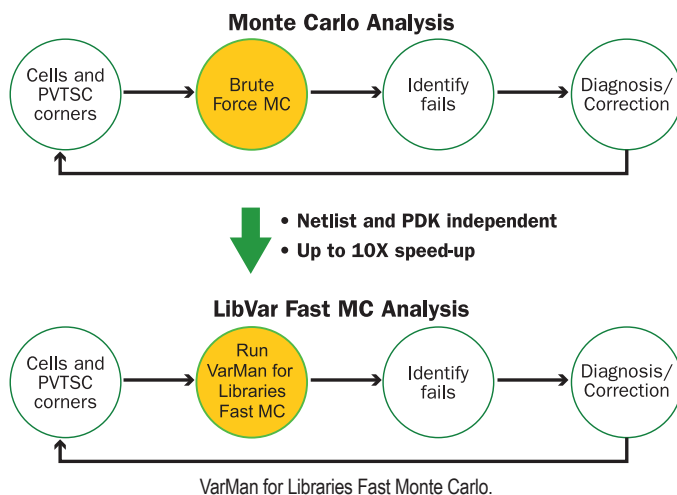 Monte Carlo Analysis
Cells and
PVTSC
corners
Brute
Force MC
Identify
fails
Diagnosis/
Correction
• Netlist and PDK independent
• Up to 10X speed-up
LibVar Fast MC Analysis
Cells and
PVTSC
corners
Run
VarMan for
Libraries
Fast MC
Identify
fails
Diagnosis/
Correction
VarMan for Libraries Fast Monte Carlo.